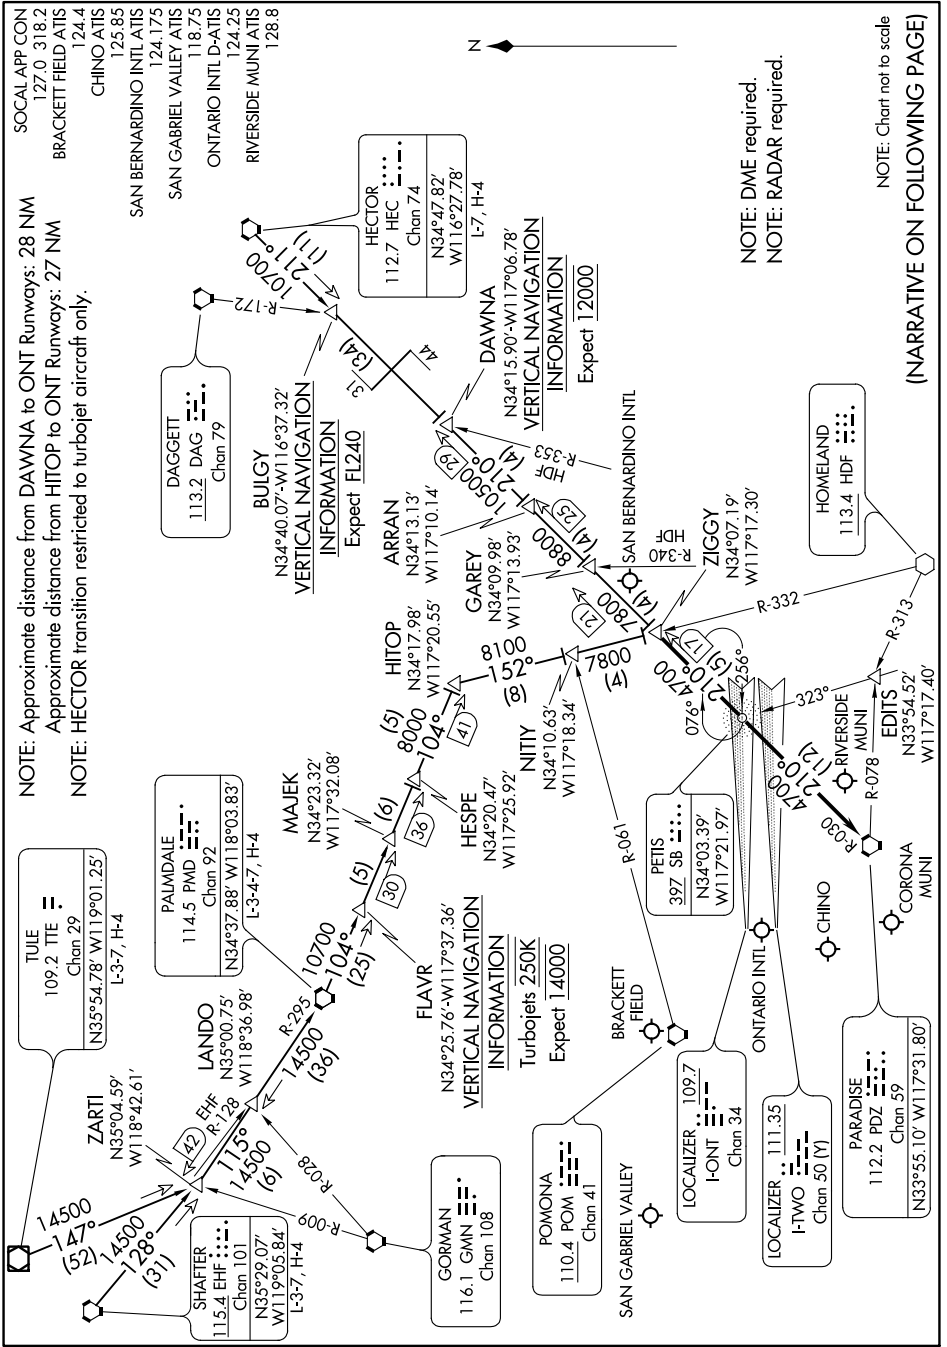 SOCAL APP CON
127.0 318.2
BRACKETT FIELD ATIS
124.4
CHINO ATIS
125.85
SAN BERNARDINO INTL ATIS
124.175
SAN GABRIEL VALLEY ATIS
118.75
ONTARIO INTL D-ATIS
124.25
RIVERSIDE MUNI ATIS
128.8
NOTE: Approximate distance from DAWNA to ONT Runways: 28 NM
Approximate distance from HITOP to ONT Runways: 27 NM
NOTE: HECTOR transition restricted to turbojet aircraft only.
TULE
109.2 TTE
Chan 29
N35°54.78' W119°01.25'
L-3-7, H-4
14500
147°
(52)
14500
128°
(31)
SHAFTER
115.4 EHF
Chan 101
N35°29.07'
W119°05.84'
L-3-7, H-4
ZARTI
N35°04.59'
W118°42.61'
42
EHF
R-128
115°
14500
(6)
R-009
R-028
GORMAN
116.1 GMN
Chan 108
LANDO
N35°00.75'
W118°36.98'
R-295
14500
(36)
PALMDALE
114.5 PMD
Chan 92
N34°37.88' W118°03.83'
L-3-4-7, H-4
10700
104°
(25)
FLAVR
N34°25.76'-W117°37.36'
VERTICAL NAVIGATION
INFORMATION
Turbojets 250K
Expect 14000
(5)
30
MAJEK
N34°23.32'
W117°32.08'
(6)
36
HESPE
N34°20.47'
W117°25.92'
(5)
8000
104°
41
HITOP
N34°17.98'
W117°20.55'
8100
152°
(8)
NITIY
N34°10.63'
W117°18.34'
7800
(4)
R-061
DAGGETT
113.2 DAG
Chan 79
R-172
HECTOR
112.7 HEC
Chan 74
N34°47.82'
W116°27.78'
L-7, H-4
10700
211°
(11)
BULGY
N34°40.07'-W116°37.32'
VERTICAL NAVIGATION
INFORMATION
Expect FL240
(34)
31
44
DAWNA
N34°15.90'-W117°06.78'
VERTICAL NAVIGATION
INFORMATION
Expect 12000
29
10500
210°
(4)
HDF
R-353
ARRAN
N34°13.13'
W117°10.14'
25
8800
(4)
GAREY
N34°09.98'
W117°13.93'
21
7800
(4)
SAN BERNARDINO INTL
R-340
HDF
ZIGGY
N34°07.19'
W117°17.30'
17
4700
210°
(5)
076°
256°
R-332
323°
HOMELAND
113.4 HDF
R-313
EDITS
N33°54.52'
W117°17.40'
R-078
RIVERSIDE
MUNI
4700
210°
(12)
R-030
PETIS
397 SB
N34°03.39'
W117°21.97'
CORONA
MUNI
CHINO
ONTARIO INTL
BRACKETT
FIELD
POMONA
110.4 POM
Chan 41
SAN GABRIEL VALLEY
LOCALIZER 109.7
I-ONT
Chan 34
LOCALIZER 111.35
I-TWO
Chan 50 (Y)
PARADISE
112.2 PDZ
Chan 59
N33°55.10' W117°31.80'
N
NOTE: DME required.
NOTE: RADAR required.
NOTE: Chart not to scale
(NARRATIVE ON FOLLOWING PAGE)